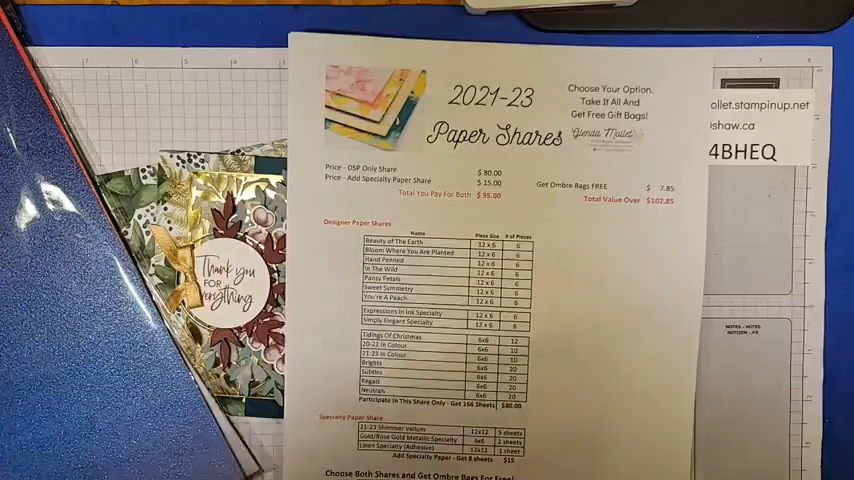 2021-23
Paper Shares
Choose Your Option.
Take It All And
Get Free Gift Bags!
Glenda Mollet
ollet.stampinup.net
shaw.ca
4BHEQ
Price - DSP Only Share $ 80.00
Price - Add Specialty Paper Share $ 15.00
Total You Pay For Both $ 95.00
Get Ombre Bags FREE $ 7.85
Total Value Over $102.85
Designer Paper Shares
Name Piece Size # of Pieces
Beauty of The Earth 12 x 6 6
Bloom Where You Are Planted 12 x 6 6
Hand Penned 12 x 6 6
In The Wild 12 x 6 6
Pansy Petals 12 x 6 6
Sweet Symmetry 12 x 6 6
You're A Peach 12 x 6 6
Expressions In Ink Specialty 12 x 6 6
Simply Elegant Specialty 12 x 6 6
Tidings Of Christmas 6x6 12
20-22 In Colour 6x6 10
21-23 In Colour 6x6 10
Brights 6x6 20
Subtles 6x6 20
Regals 6x6 20
Neutrals 6x6 20
Participate In This Share Only - Get 166 Sheets $80.00
Specialty Paper Share
21-23 Shimmer Vellum 12x12 5 sheets
Gold/Rose Gold Metallic Specialty 6x6 2 sheets
Linen Specialty (Adhesive) 12x12 1 sheet
Add Specialty Paper - Get 8 sheets $15
Choose Both Shares and Get Ombre Bags For Free!
Thank you
FOR
everything
NOTES - NOTES
7 6 5 4
7 8